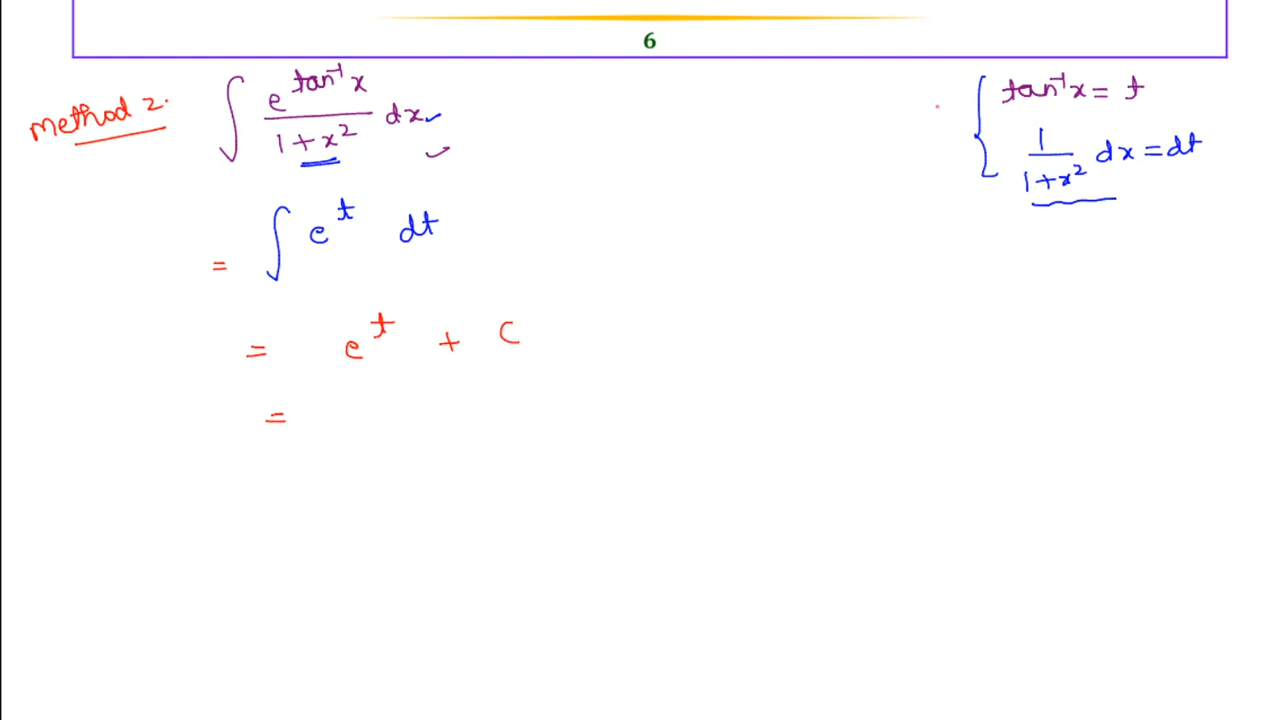 6
Method 2.
∫ e^(tan⁻¹x) / (1+x²) dx
tan⁻¹x = t
1/(1+x²) dx = dt
= ∫ e^t dt
= e^t + C
=